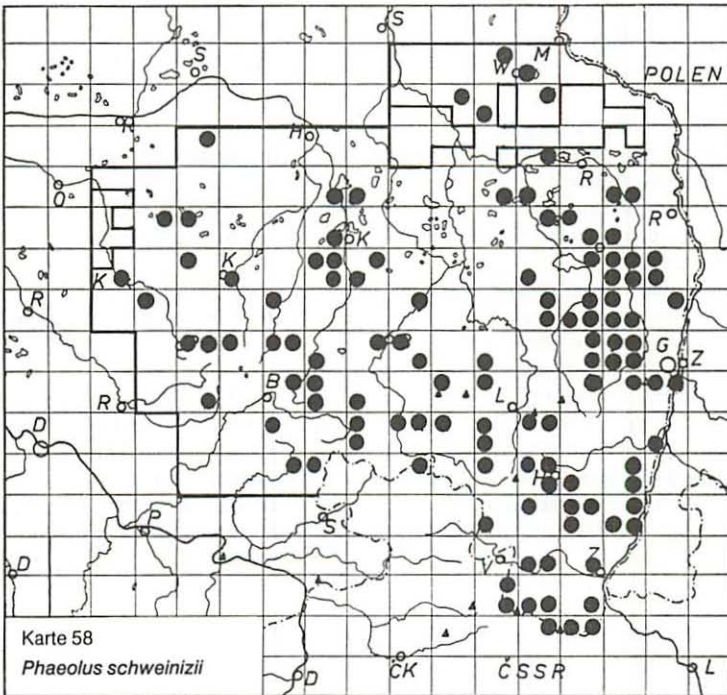 S
S
W M
POLEN
R
H
O
R
R
K
K
K
R
G Z
B
R
L
D
H
P
S
V
Z
D
Karte 58
Phaeolus schweinizii
D
ČK
ČSSR
L